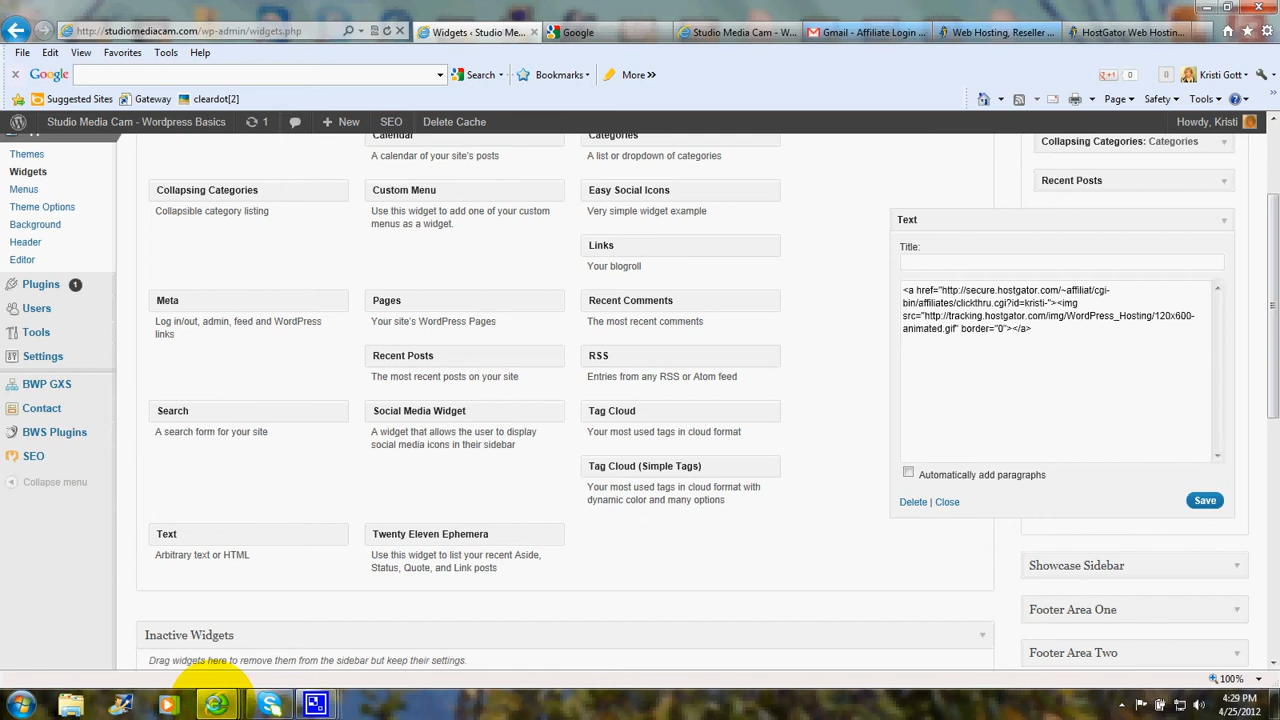 http://studiomediacam.com/wp-admin/widgets.php
Widgets ‹ Studio Me...
Google
Studio Media Cam - W...
Gmail - Affiliate Login ...
Web Hosting, Reseller ...
HostGator Web Hostin...
File Edit View Favorites Tools Help
Google
Search
Bookmarks
More »
+1 0
0
Kristi Gott
Suggested Sites
Gateway
cleardot[2]
Page
Safety
Tools
Studio Media Cam - Wordpress Basics
1
+ New
SEO
Delete Cache
Howdy, Kristi
Themes
Widgets
Menus
Theme Options
Background
Header
Editor
Plugins 1
Users
Tools
Settings
BWP GXS
Contact
BWS Plugins
SEO
Collapse menu
Calendar
A calendar of your site's posts
Categories
A list or dropdown of categories
Collapsing Categories
Collapsible category listing
Custom Menu
Use this widget to add one of your custom
menus as a widget.
Easy Social Icons
Very simple widget example
Links
Your blogroll
Meta
Log in/out, admin, feed and WordPress
links
Pages
Your site's WordPress Pages
Recent Comments
The most recent comments
Recent Posts
The most recent posts on your site
RSS
Entries from any RSS or Atom feed
Search
A search form for your site
Social Media Widget
A widget that allows the user to display
social media icons in their sidebar
Tag Cloud
Your most used tags in cloud format
Tag Cloud (Simple Tags)
Your most used tags in cloud format with
dynamic color and many options
Text
Arbitrary text or HTML
Twenty Eleven Ephemera
Use this widget to list your recent Aside,
Status, Quote, and Link posts
Inactive Widgets
Drag widgets here to remove them from the sidebar but keep their settings.
Collapsing Categories: Categories
Recent Posts
Text
Title:
<a href="http://secure.hostgator.com/~affiliat/cgi-
bin/affiliates/clickthru.cgi?id=kristi-"><img
src="http://tracking.hostgator.com/img/WordPress_Hosting/120x600-
animated.gif" border="0"></a>
Automatically add paragraphs
Delete | Close
Save
Showcase Sidebar
Footer Area One
Footer Area Two
100%
4:29 PM
4/25/2012